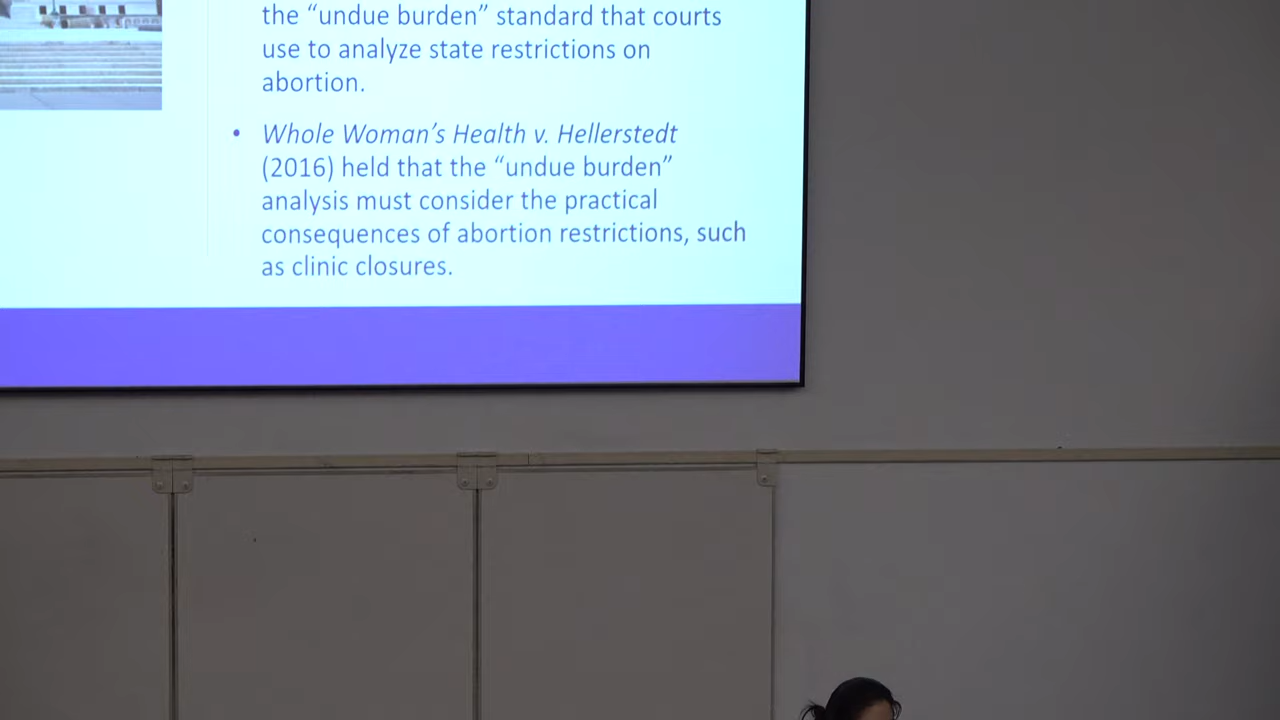 the “undue burden” standard that courts
use to analyze state restrictions on
abortion.
• Whole Woman’s Health v. Hellerstedt
(2016) held that the “undue burden”
analysis must consider the practical
consequences of abortion restrictions, such
as clinic closures.